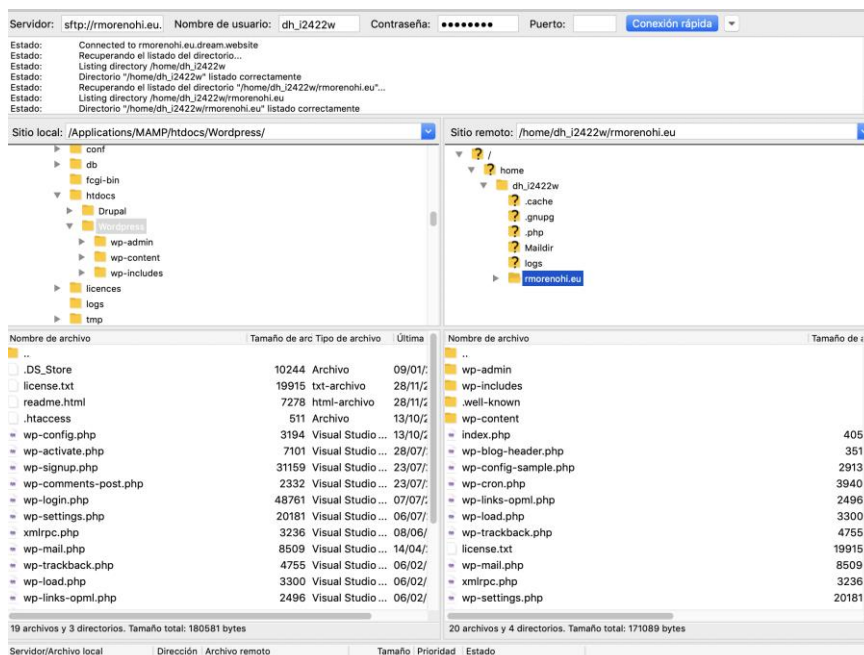 Servidor: sftp://rmorenohi.eu. Nombre de usuario: dh_i2422w Contraseña: ●●●●●●●● Puerto: Conexión rápida
Estado: Connected to rmorenohi.eu.dream.website
Estado: Recuperando el listado del directorio...
Estado: Listing directory /home/dh_i2422w
Estado: Directorio "/home/dh_i2422w" listado correctamente
Estado: Recuperando el listado del directorio "/home/dh_i2422w/rmorenohi.eu"...
Estado: Listing directory /home/dh_i2422w/rmorenohi.eu
Estado: Directorio "/home/dh_i2422w/rmorenohi.eu" listado correctamente
Sitio local: /Applications/MAMP/htdocs/Wordpress/
conf
db
fcgi-bin
htdocs
Drupal
Wordpress
wp-admin
wp-content
wp-includes
licences
logs
tmp
Sitio remoto: /home/dh_i2422w/rmorenohi.eu
/
home
dh_i2422w
.cache
.gnupg
.php
Maildir
logs
rmorenohi.eu
Nombre de archivo Tamaño de arc Tipo de archivo Última
..
.DS_Store 10244 Archivo 09/01/
license.txt 19915 txt-archivo 28/11/2
readme.html 7278 html-archivo 28/11/2
.htaccess 511 Archivo 13/10/2
wp-config.php 3194 Visual Studio ... 13/10/2
wp-activate.php 7101 Visual Studio ... 28/07/
wp-signup.php 31159 Visual Studio ... 23/07/
wp-comments-post.php 2332 Visual Studio ... 23/07/
wp-login.php 48761 Visual Studio ... 07/07/
wp-settings.php 20181 Visual Studio ... 06/07/
xmlrpc.php 3236 Visual Studio ... 08/06/
wp-mail.php 8509 Visual Studio ... 14/04/
wp-trackback.php 4755 Visual Studio ... 06/02/
wp-load.php 3300 Visual Studio ... 06/02/
wp-links-opml.php 2496 Visual Studio ... 06/02/
19 archivos y 3 directorios. Tamaño total: 180581 bytes
Nombre de archivo Tamaño de
..
wp-admin
wp-includes
.well-known
wp-content
index.php 405
wp-blog-header.php 351
wp-config-sample.php 2913
wp-cron.php 3940
wp-links-opml.php 2496
wp-load.php 3300
wp-trackback.php 4755
license.txt 19915
wp-mail.php 8509
xmlrpc.php 3236
wp-settings.php 20181
20 archivos y 4 directorios. Tamaño total: 171089 bytes
Servidor/Archivo local Dirección Archivo remoto Tamaño Prioridad Estado